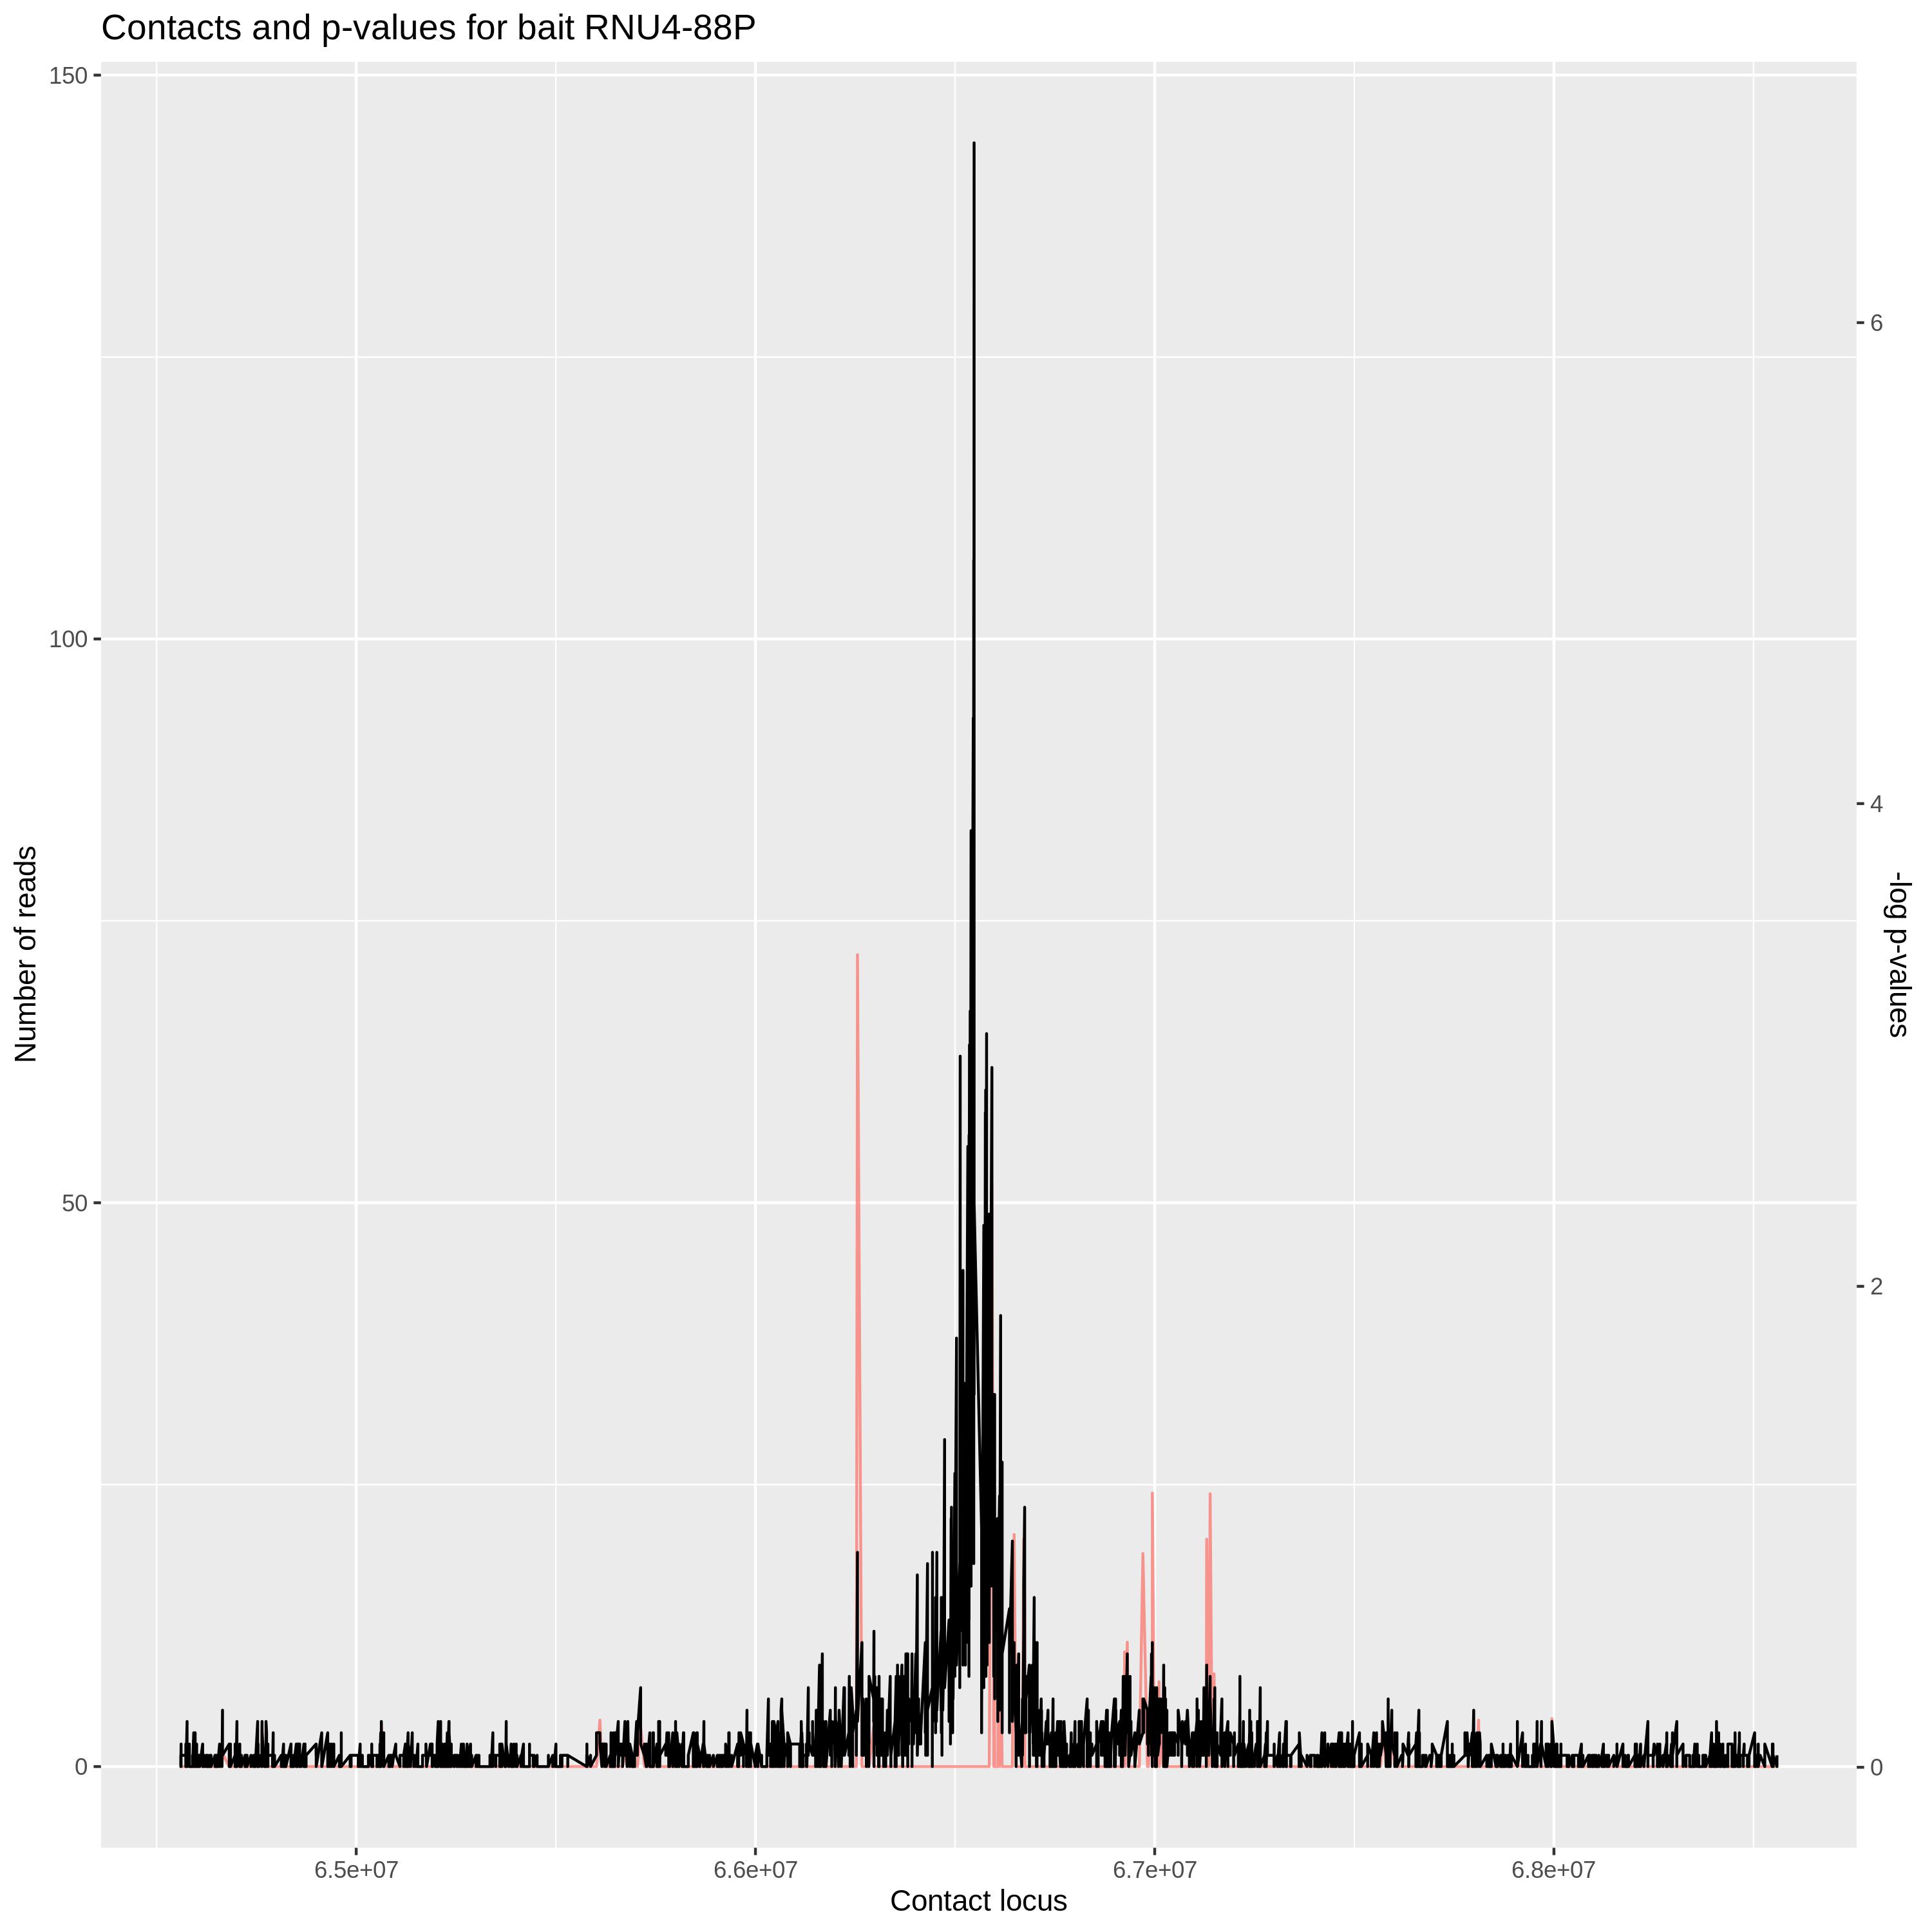 Contacts and p-values for bait RNU4-88P
150
100
50
0
6
4
2
0
Number of reads
-log p-values
6.5e+07
6.6e+07
6.7e+07
6.8e+07
Contact locus